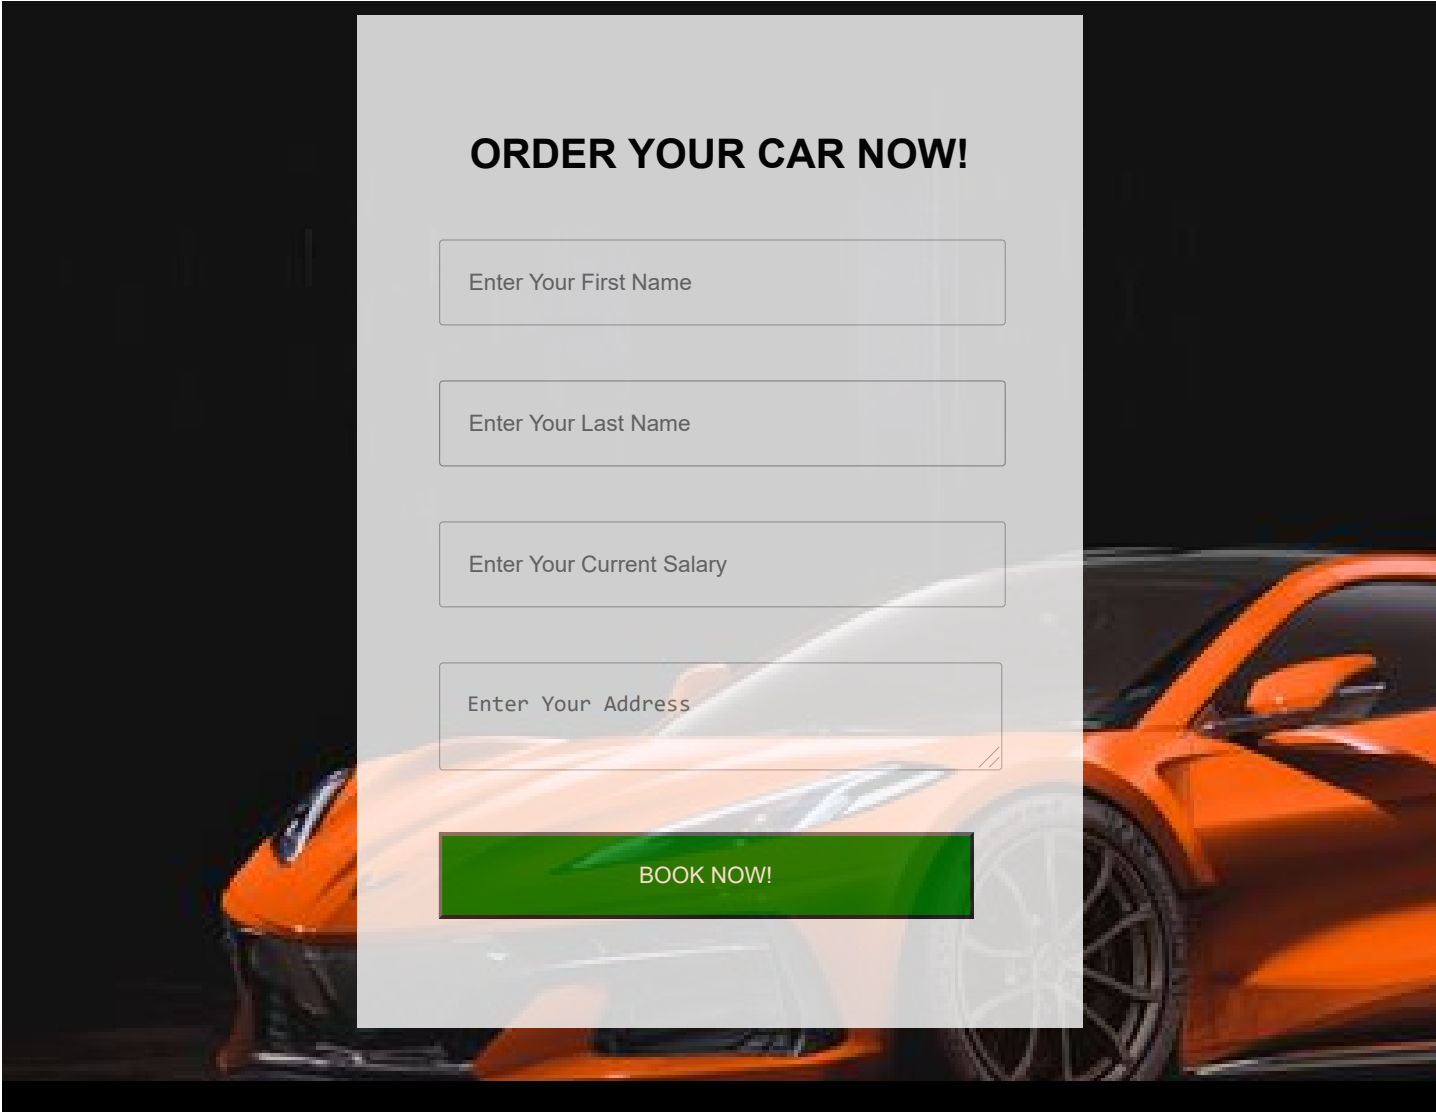 ORDER YOUR CAR NOW!
Enter Your First Name
Enter Your Last Name
Enter Your Current Salary
Enter Your Address
BOOK NOW!